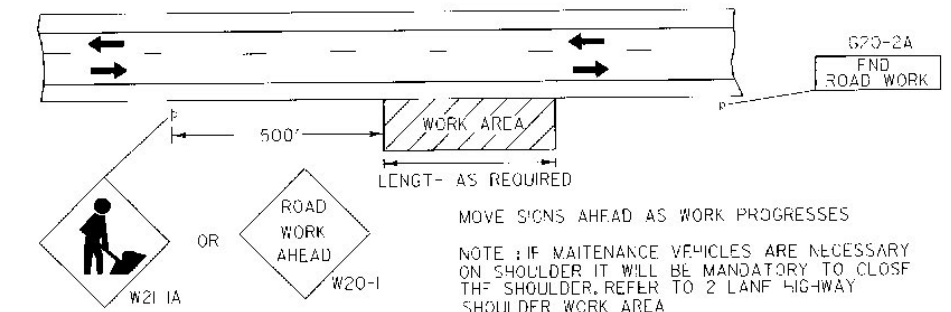 G20-2A
END
ROAD WORK
500'
WORK AREA
LENGTH AS REQUIRED
ROAD
WORK
AHEAD
OR
W21-1A
W20-1
MOVE SIGNS AHEAD AS WORK PROGRESSES
NOTE : IF MAITENANCE VEHICLES ARE NECESSARY
ON SHOULDER IT WILL BE MANDATORY TO CLOSE
THE SHOULDER. REFER TO 2 LANE HIGHWAY
SHOULDER WORK AREA